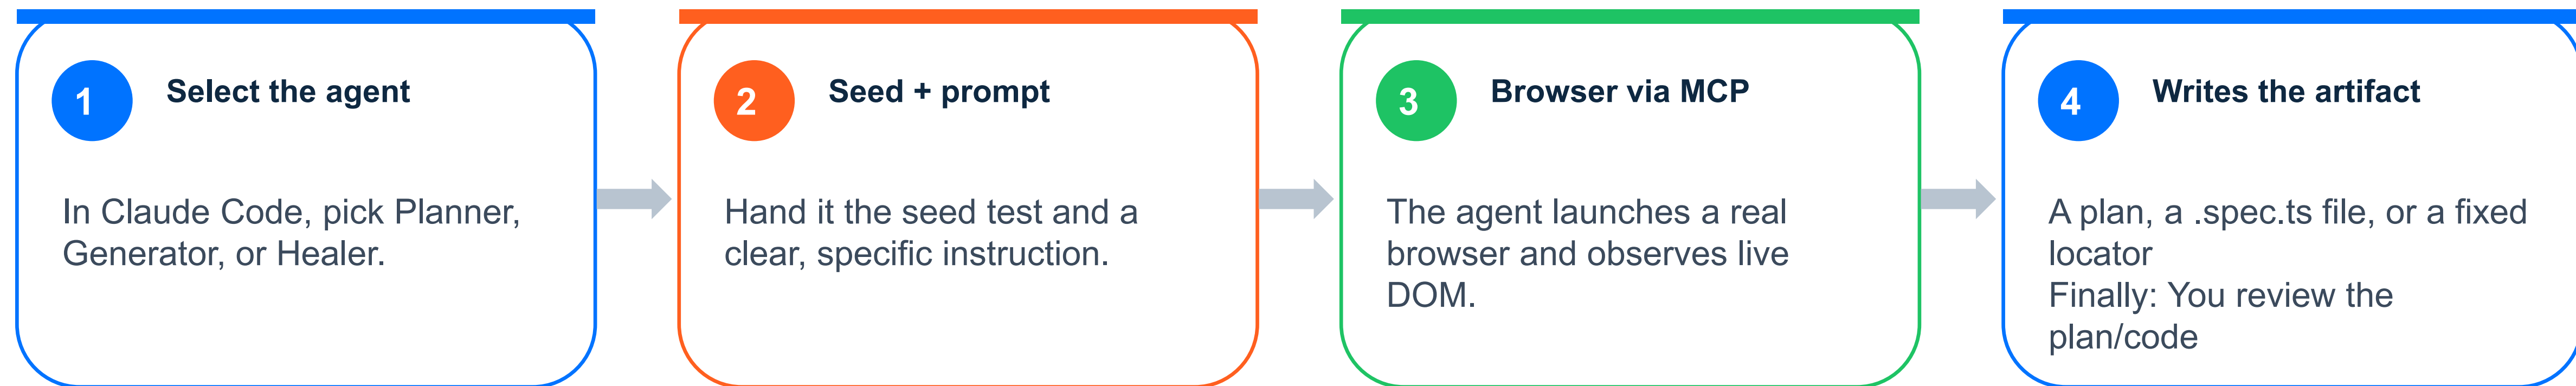 1
Select the agent
In Claude Code, pick Planner,
Generator, or Healer.
2
Seed + prompt
Hand it the seed test and a
clear, specific instruction.
3
Browser via MCP
The agent launches a real
browser and observes live
DOM.
4
Writes the artifact
A plan, a .spec.ts file, or a fixed
locator
Finally: You review the
plan/code